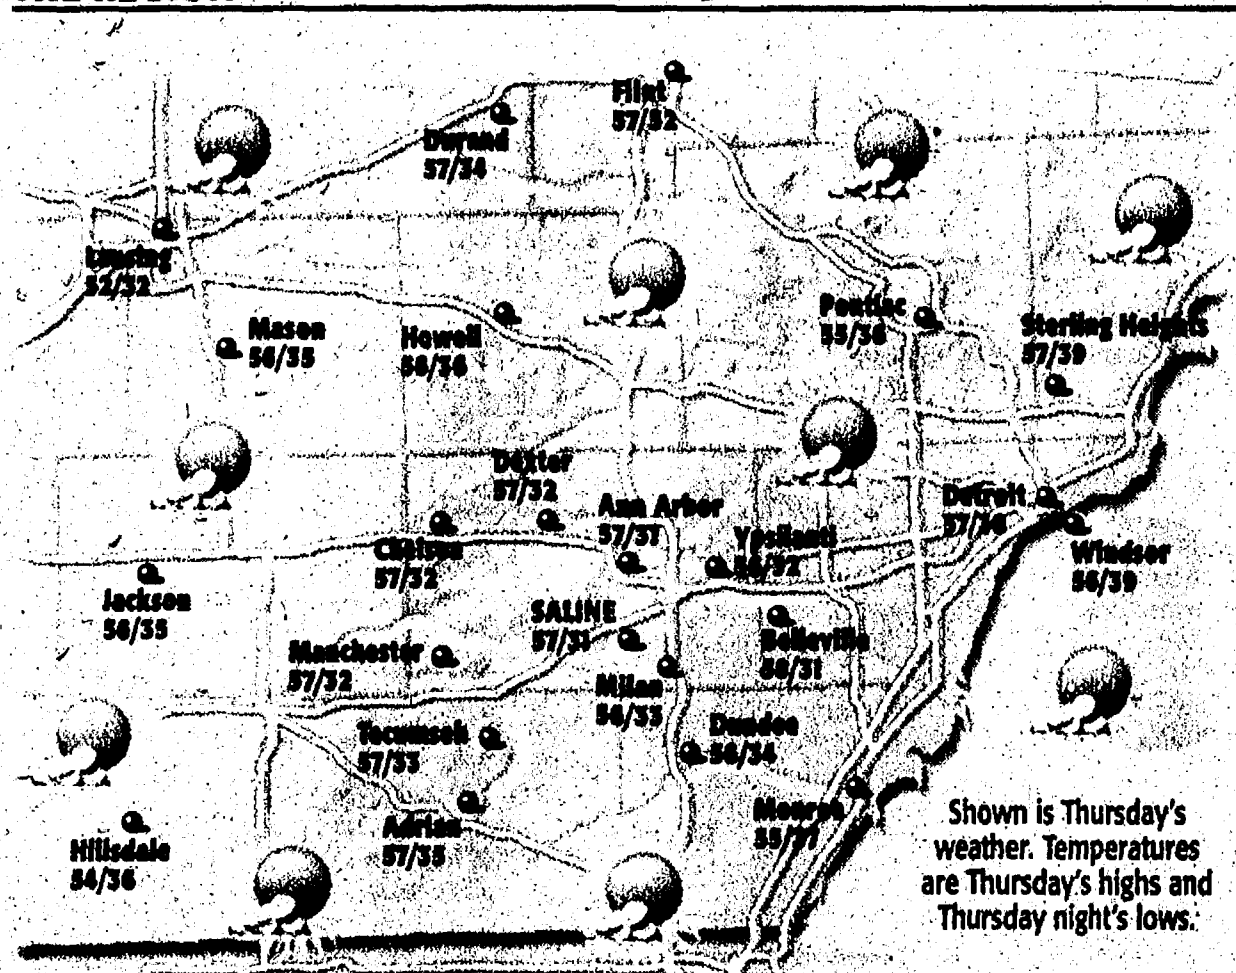 Flint
57/32
Durand
57/34
Lansing
52/32
Mason
56/35
Howell
56/36
Pontiac
55/36
Sterling Heights
57/39
Dexter
57/32
Ann Arbor
57/31
Ypsilanti
56/32
Detroit
Windsor
56/39
Chelsea
57/32
Jackson
56/35
SALINE
57/31
Belleville
56/31
Manchester
57/32
Milan
56/33
Tecumseh
57/33
Dundee
56/34
Monroe
Adrian
57/35
Hillsdale
54/36
Shown is Thursday's
weather. Temperatures
are Thursday's highs and
Thursday night's lows.